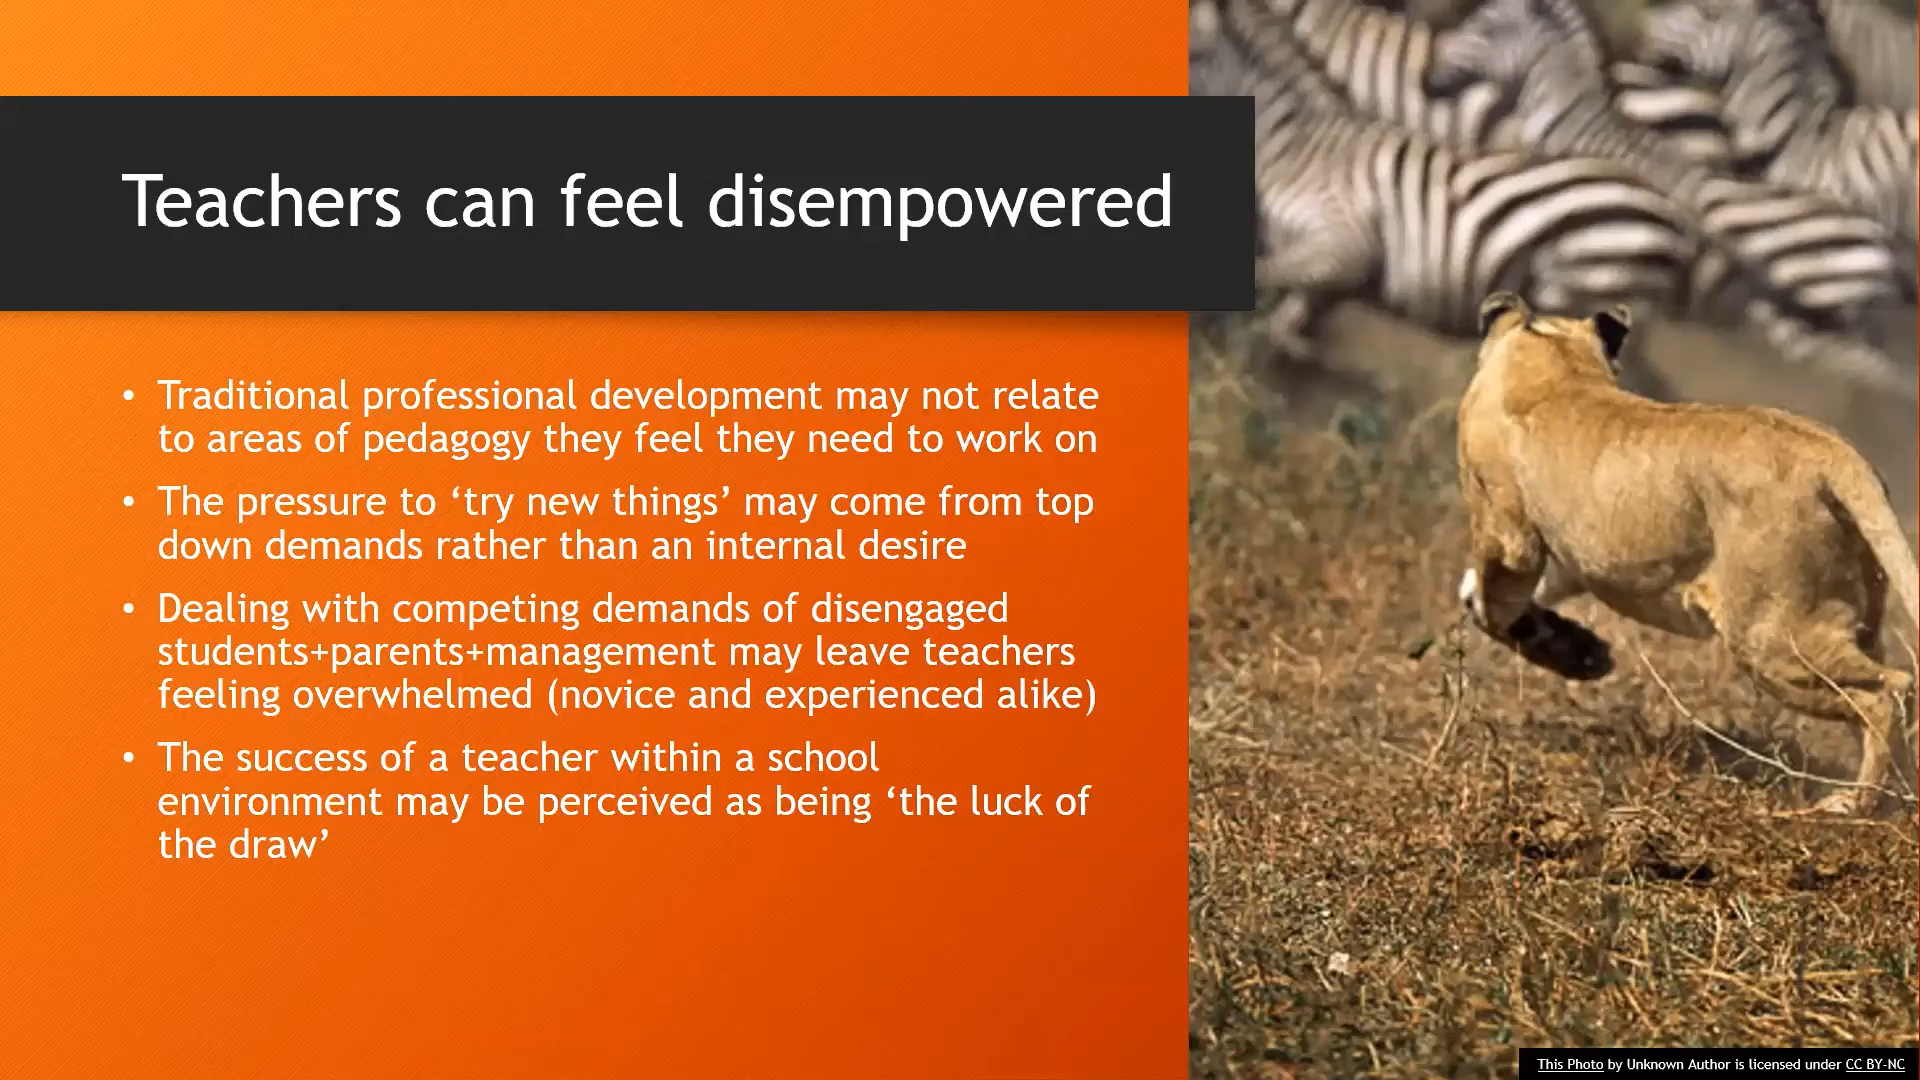 Teachers can feel disempowered
• Traditional professional development may not relate
to areas of pedagogy they feel they need to work on
• The pressure to ‘try new things’ may come from top
down demands rather than an internal desire
• Dealing with competing demands of disengaged
students+parents+management may leave teachers
feeling overwhelmed (novice and experienced alike)
• The success of a teacher within a school
environment may be perceived as being ‘the luck of
the draw’
This Photo by Unknown Author is licensed under CC BY-NC